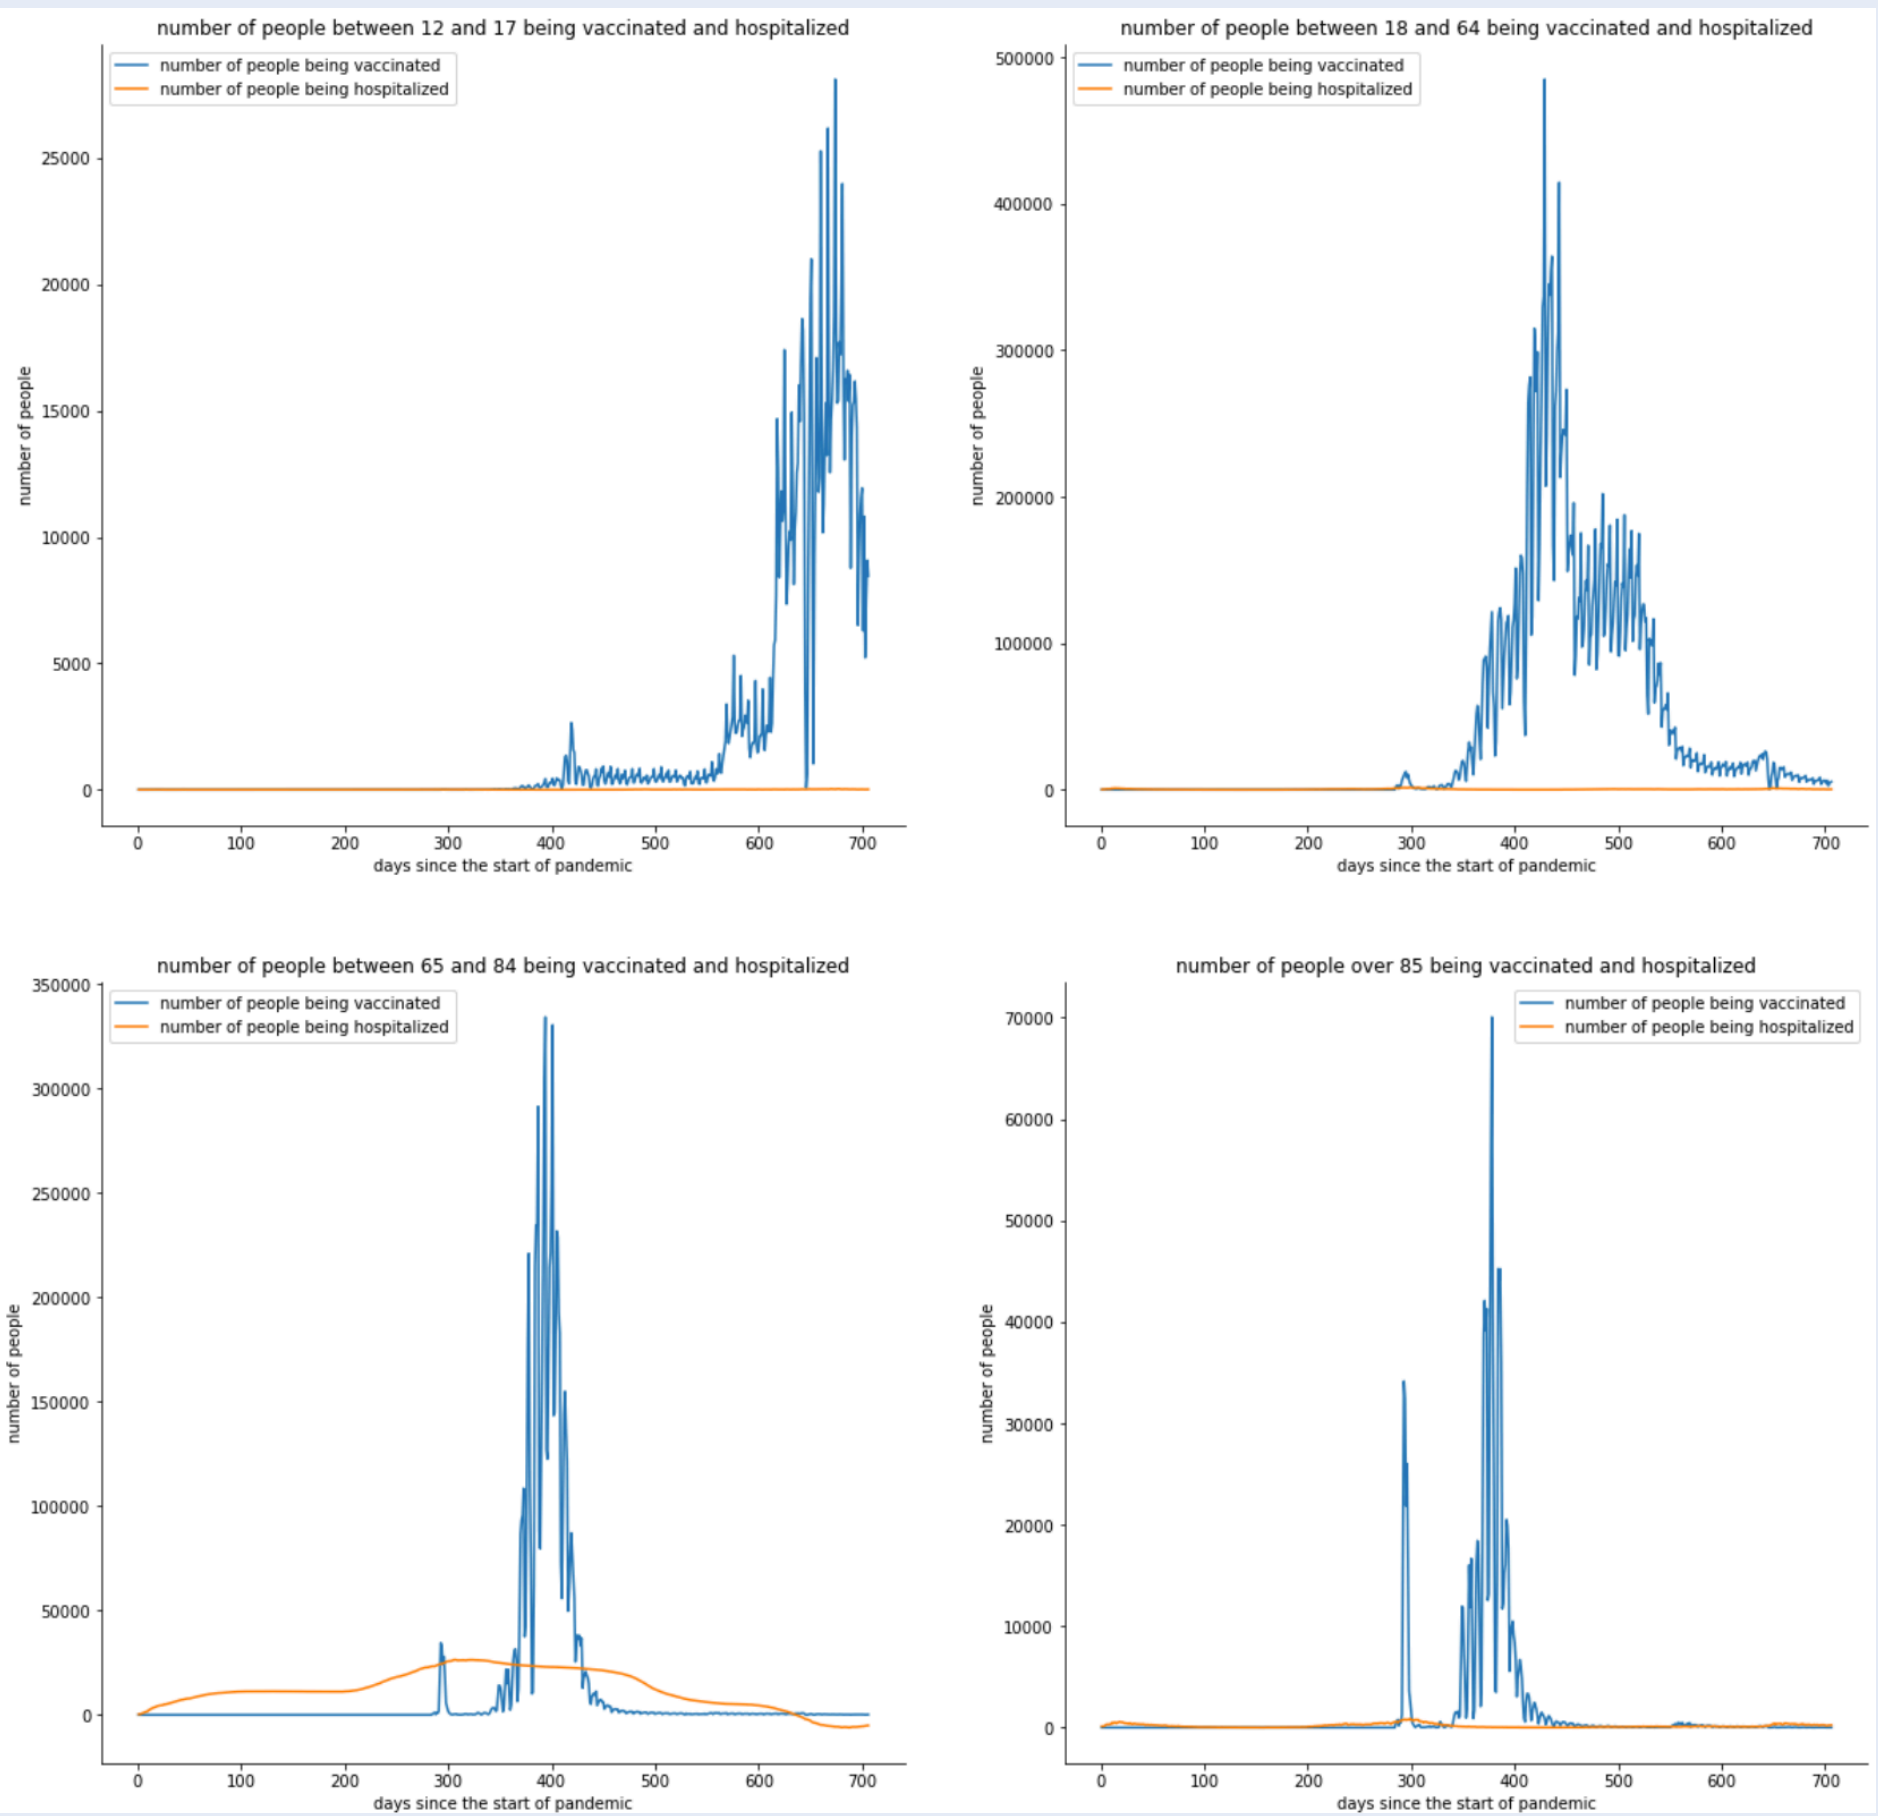 number of people between 12 and 17 being vaccinated and hospitalized
number of people being vaccinated
number of people being hospitalized
25000
20000
15000
10000
5000
0
number of people
0 100 200 300 400 500 600 700
days since the start of pandemic
number of people between 18 and 64 being vaccinated and hospitalized
number of people being vaccinated
number of people being hospitalized
500000
400000
300000
200000
100000
0
number of people
0 100 200 300 400 500 600 700
days since the start of pandemic
number of people between 65 and 84 being vaccinated and hospitalized
number of people being vaccinated
number of people being hospitalized
350000
300000
250000
200000
150000
100000
50000
0
number of people
0 100 200 300 400 500 600 700
days since the start of pandemic
number of people over 85 being vaccinated and hospitalized
number of people being vaccinated
number of people being hospitalized
70000
60000
50000
40000
30000
20000
10000
0
number of people
0 100 200 300 400 500 600 700
days since the start of pandemic